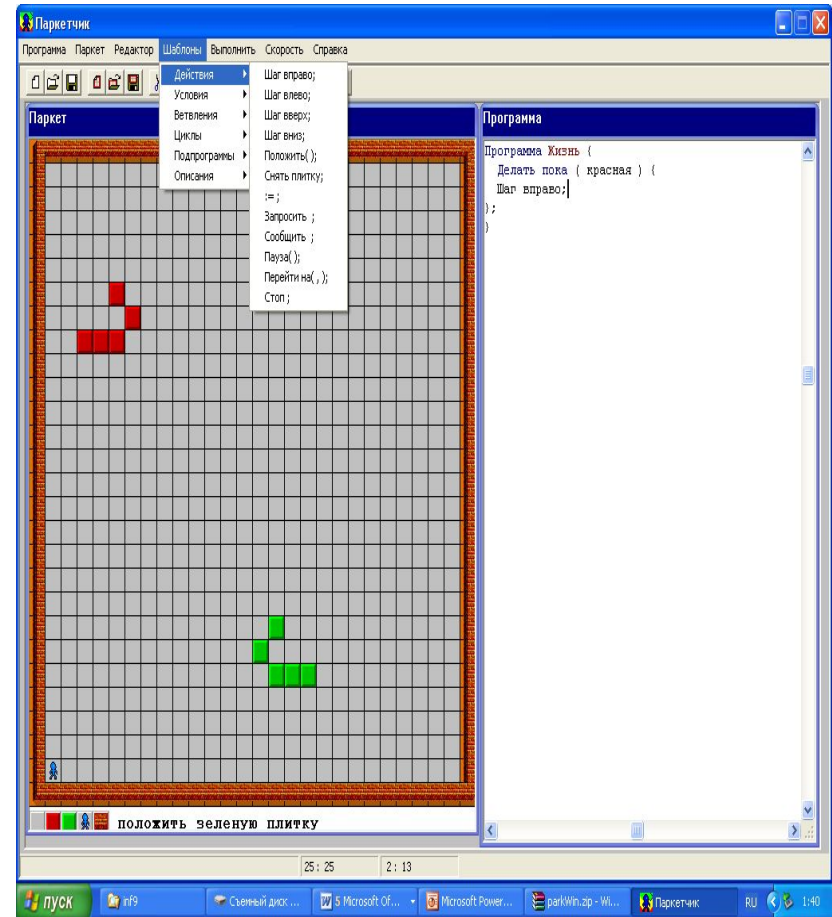 Паркетчик
Программа Паркет Редактор Шаблоны Выполнить Скорость Справка
Действия
Условия
Ветвления
Циклы
Подпрограммы
Описания
Шаг вправо;
Шаг влево;
Шаг вверх;
Шаг вниз;
Положить( );
Снять плитку;
:= ;
Запросить ;
Сообщить ;
Пауза( );
Перейти на( , );
Стоп ;
Паркет
положить зеленую плитку
Программа
Программа Жизнь {
Делать пока ( красная ) {
Шаг вправо;
};
}
25: 25 2: 13
пуск nf9 Съемный диск ... 5 Microsoft Of... Microsoft Power... parkWin.zip - Wi... Паркетчик RU 1:40